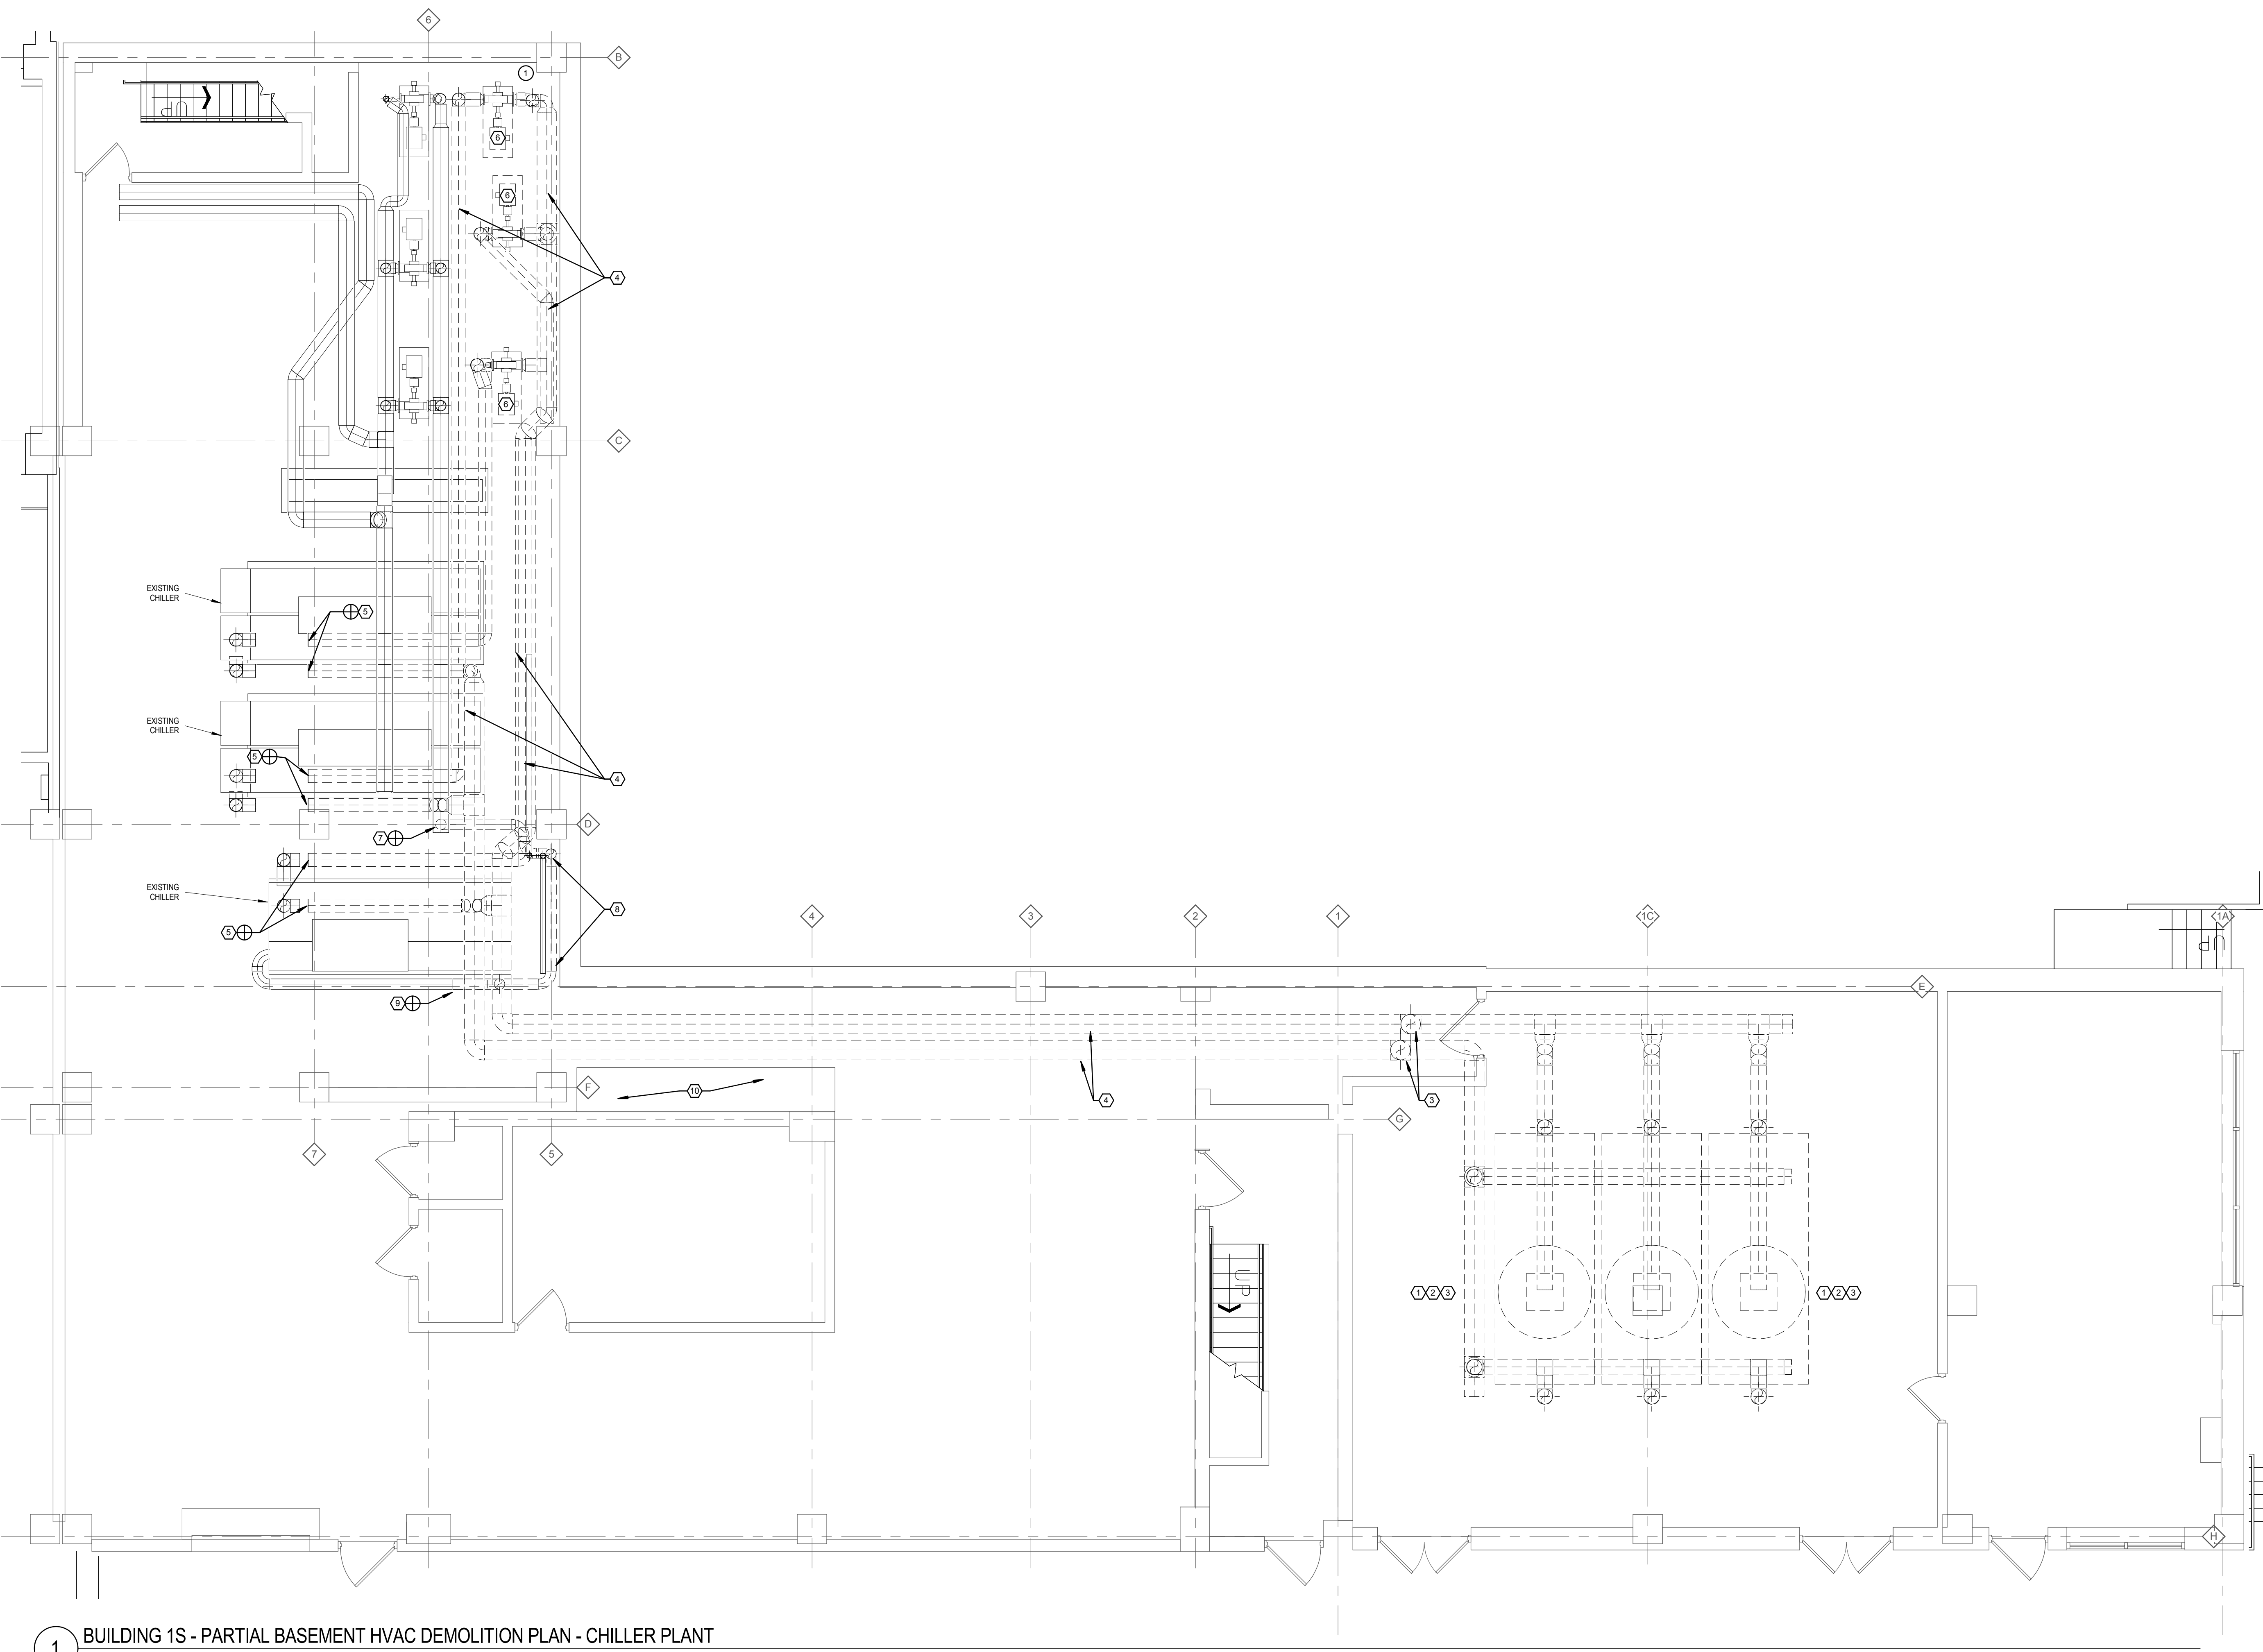 6
B
1
UP
6
6
4
6
C
EXISTING
CHILLER
5
EXISTING
CHILLER
5
4
7
D
EXISTING
CHILLER
8
5
4
3
2
1
1C
1A
UP
9
E
F
10
4
3
G
7
5
UP
1 2 3
1 2 3
H
1
BUILDING 1S - PARTIAL BASEMENT HVAC DEMOLITION PLAN - CHILLER PLANT